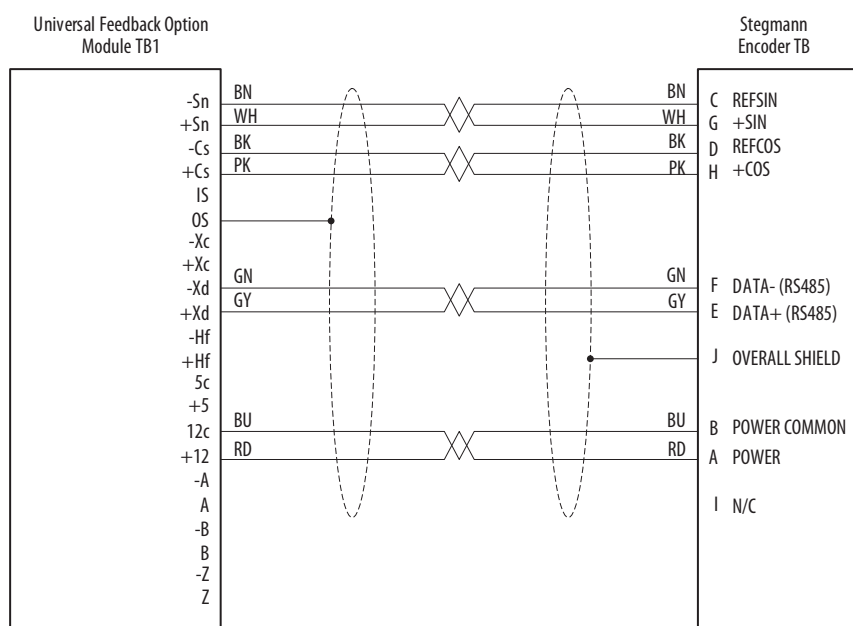 Universal Feedback Option
Module TB1
Stegmann
Encoder TB
-Sn BN BN C REFSIN
+Sn WH WH G +SIN
-Cs BK BK D REFCOS
+Cs PK PK H +COS
IS
OS
-Xc
+Xc
-Xd GN GN F DATA- (RS485)
+Xd GY GY E DATA+ (RS485)
-Hf
+Hf J OVERALL SHIELD
5c
+5
12c BU BU B POWER COMMON
+12 RD RD A POWER
-A
A I N/C
-B
B
-Z
Z